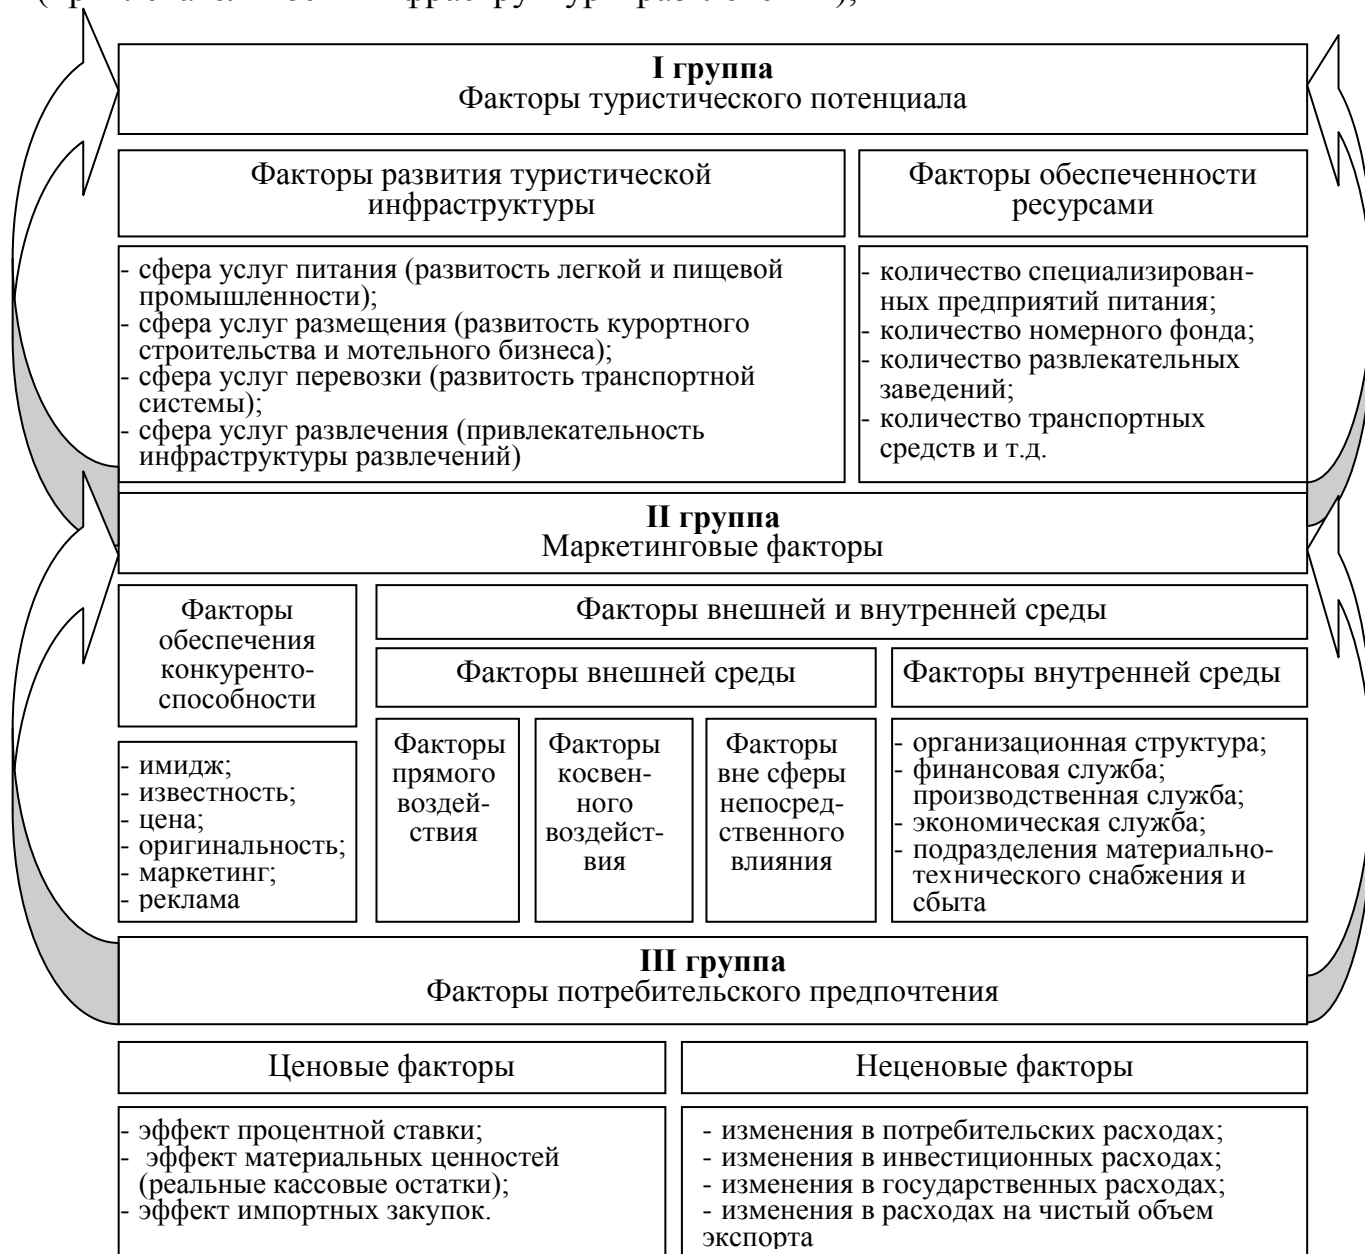 I группа
Факторы туристического потенциала
Факторы развития туристической
инфраструктуры
Факторы обеспеченности
ресурсами
- сфера услуг питания (развитость легкой и пищевой
промышленности);
- сфера услуг размещения (развитость курортного
строительства и мотельного бизнеса);
- сфера услуг перевозки (развитость транспортной
системы);
- сфера услуг развлечения (привлекательность
инфраструктуры развлечений)
- количество специализирован-
ных предприятий питания;
- количество номерного фонда;
- количество развлекательных
заведений;
- количество транспортных
средств и т.д.
II группа
Маркетинговые факторы
Факторы
обеспечения
конкуренто-
способности
- имидж;
- известность;
- цена;
- оригинальность;
- маркетинг;
- реклама
Факторы внешней и внутренней среды
Факторы внешней среды
Факторы
прямого
воздей-
ствия
Факторы
косвен-
ного
воздейст-
вия
Факторы
вне сферы
непосред-
ственного
влияния
Факторы внутренней среды
- организационная структура;
- финансовая служба;
производственная служба;
- экономическая служба;
- подразделения материально-
технического снабжения и
сбыта
III группа
Факторы потребительского предпочтения
Ценовые факторы
- эффект процентной ставки;
- эффект материальных ценностей
(реальные кассовые остатки);
- эффект импортных закупок.
Неценовые факторы
- изменения в потребительских расходах;
- изменения в инвестиционных расходах;
- изменения в государственных расходах;
- изменения в расходах на чистый объем
экспорта